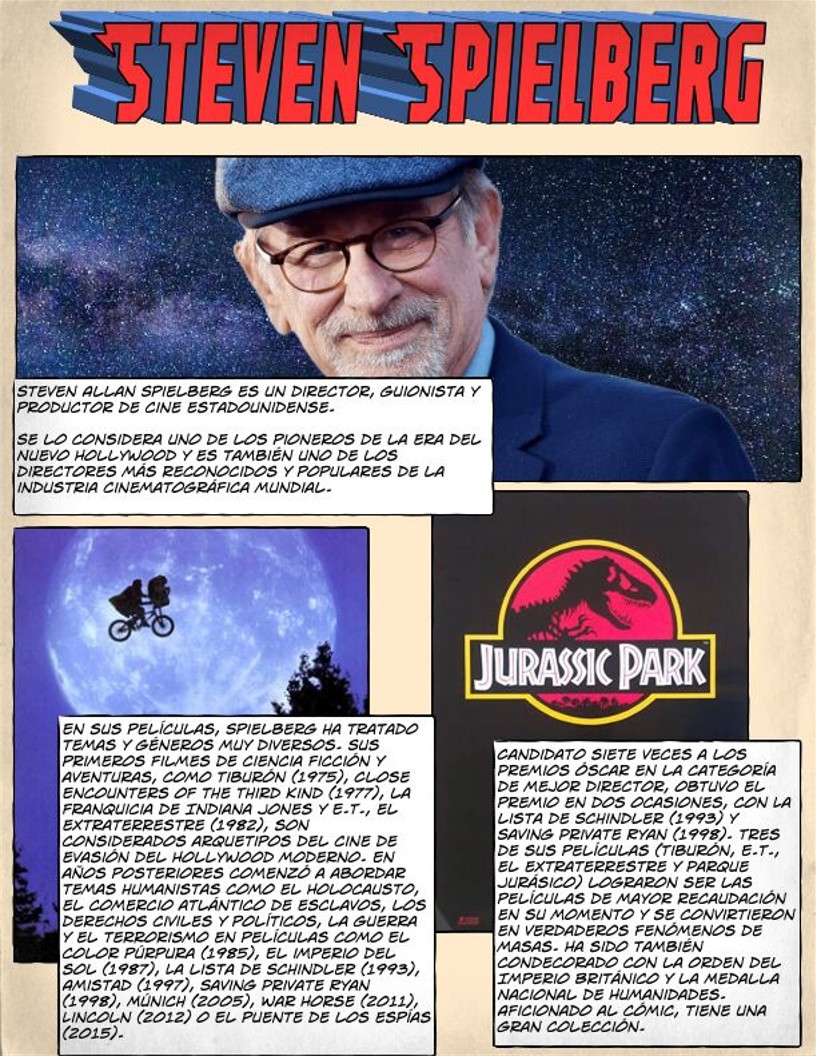 STEVEN SPIELBERG
STEVEN ALLAN SPIELBERG ES UN DIRECTOR, GUIONISTA Y
PRODUCTOR DE CINE ESTADOUNIDENSE.
SE LO CONSIDERA UNO DE LOS PIONEROS DE LA ERA DEL
NUEVO HOLLYWOOD Y ES TAMBIÉN UNO DE LOS
DIRECTORES MÁS RECONOCIDOS Y POPULARES DE LA
INDUSTRIA CINEMATOGRÁFICA MUNDIAL.
JURASSIC PARK
EN SUS PELÍCULAS, SPIELBERG HA TRATADO
TEMAS Y GÉNEROS MUY DIVERSOS. SUS
PRIMEROS FILMES DE CIENCIA FICCIÓN Y
AVENTURAS, COMO TIBURÓN (1975), CLOSE
ENCOUNTERS OF THE THIRD KIND (1977), LA
FRANQUICIA DE INDIANA JONES Y E.T., EL
EXTRATERRESTRE (1982), SON
CONSIDERADOS ARQUETIPOS DEL CINE DE
EVASIÓN DEL HOLLYWOOD MODERNO. EN
AÑOS POSTERIORES COMENZÓ A ABORDAR
TEMAS HUMANISTAS COMO EL HOLOCAUSTO,
EL COMERCIO ATLÁNTICO DE ESCLAVOS, LOS
DERECHOS CIVILES Y POLÍTICOS, LA GUERRA
Y EL TERRORISMO EN PELÍCULAS COMO EL
COLOR PÚRPURA (1985), EL IMPERIO DEL
SOL (1987), LA LISTA DE SCHINDLER (1993),
AMISTAD (1997), SAVING PRIVATE RYAN
(1998), MÚNICH (2005), WAR HORSE (2011),
LINCOLN (2012) O EL PUENTE DE LOS ESPÍAS
(2015).
CANDIDATO SIETE VECES A LOS
PREMIOS ÓSCAR EN LA CATEGORÍA
DE MEJOR DIRECTOR, OBTUVO EL
PREMIO EN DOS OCASIONES, CON LA
LISTA DE SCHINDLER (1993) Y
SAVING PRIVATE RYAN (1998). TRES
DE SUS PELÍCULAS (TIBURÓN, E.T.,
EL EXTRATERRESTRE Y PARQUE
JURÁSICO) LOGRARON SER LAS
PELÍCULAS DE MAYOR RECAUDACIÓN
EN SU MOMENTO Y SE CONVIRTIERON
EN VERDADEROS FENÓMENOS DE
MASAS. HA SIDO TAMBIÉN
CONDECORADO CON LA ORDEN DEL
IMPERIO BRITÁNICO Y LA MEDALLA
NACIONAL DE HUMANIDADES.
AFICIONADO AL CÓMIC, TIENE UNA
GRAN COLECCIÓN.